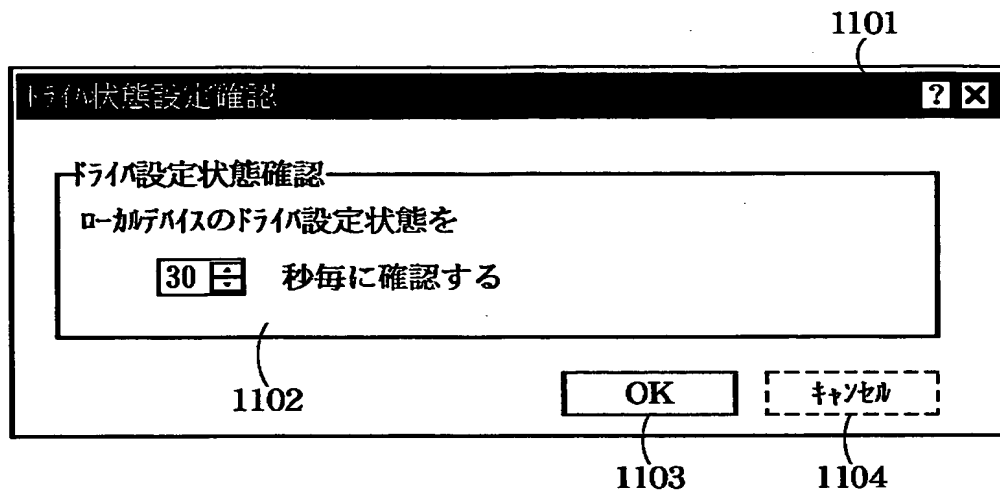 1101
ドライバ状態設定確認
? ×
ドライバ設定状態確認
ローカルデバイスのドライバ設定状態を
30 秒毎に確認する
1102
OK
キャンセル
1103
1104